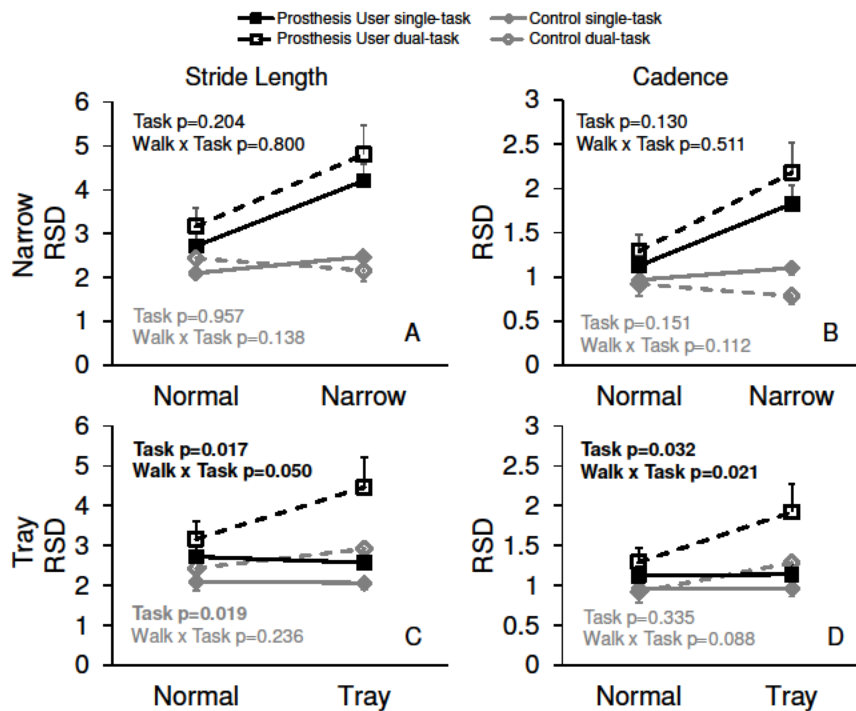 Prosthesis User single-task
Control single-task
Prosthesis User dual-task
Control dual-task
Stride Length
Cadence
Narrow
RSD
6
5
4
3
2
1
0
Task p=0.204
Walk x Task p=0.800
Task p=0.957
Walk x Task p=0.138
A
Normal
Narrow
RSD
3
2.5
2
1.5
1
0.5
0
Task p=0.130
Walk x Task p=0.511
Task p=0.151
Walk x Task p=0.112
B
Normal
Narrow
Tray
RSD
6
5
4
3
2
1
0
Task p=0.017
Walk x Task p=0.050
Task p=0.019
Walk x Task p=0.236
C
Normal
Tray
RSD
3
2.5
2
1.5
1
0.5
0
Task p=0.032
Walk x Task p=0.021
Task p=0.335
Walk x Task p=0.088
D
Normal
Tray